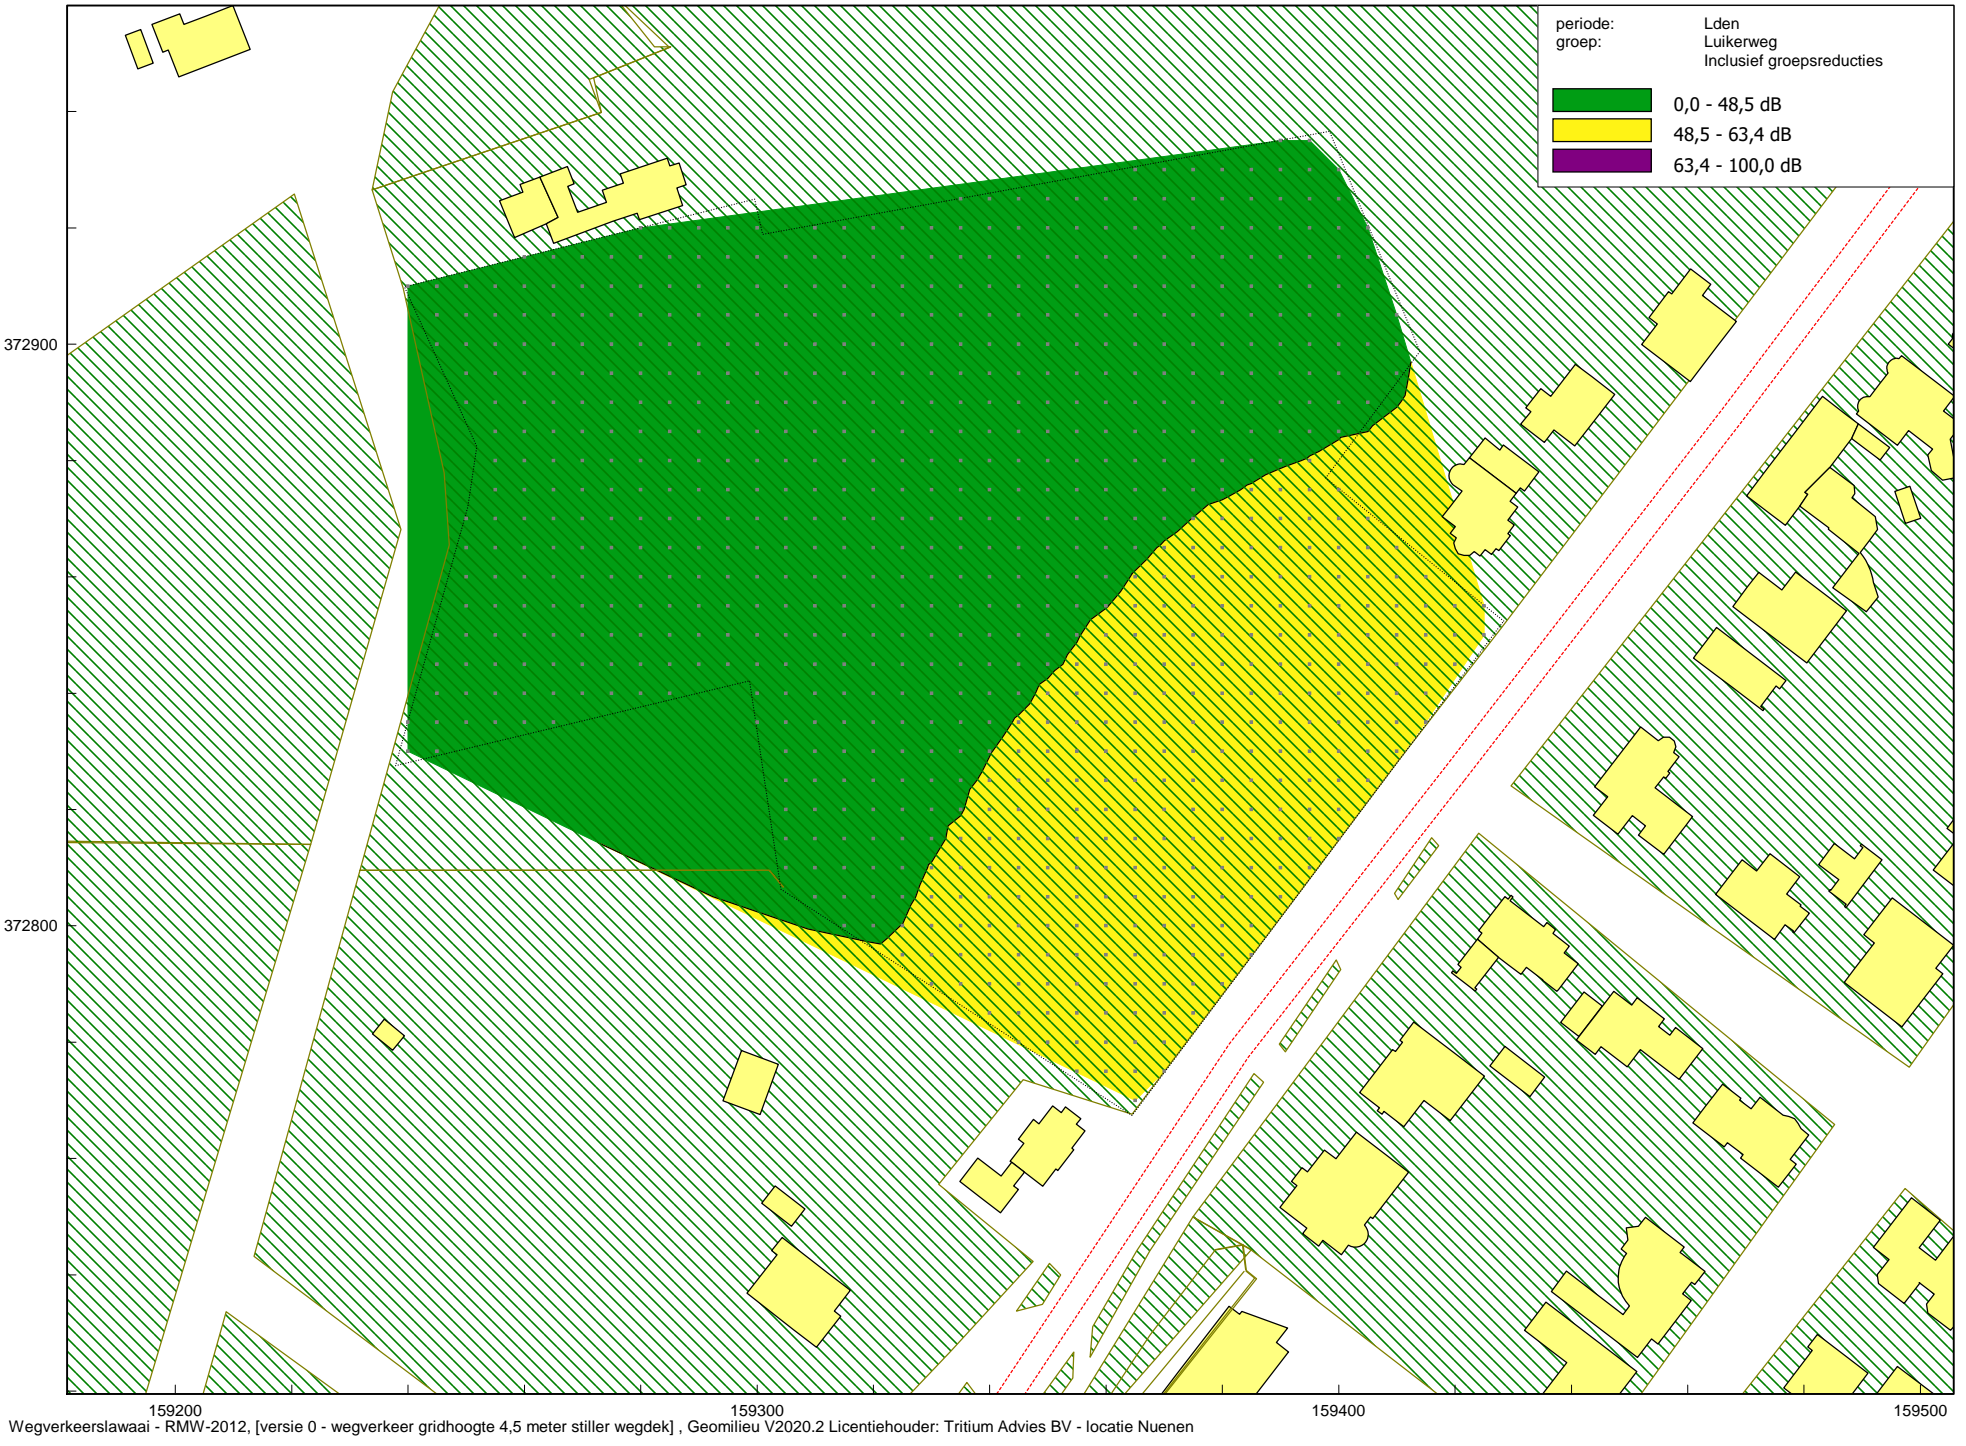 periode: Lden
groep: Luikerweg
Inclusief groepsreducties
0,0 - 48,5 dB
48,5 - 63,4 dB
63,4 - 100,0 dB
372900
372800
159200 159300 159400 159500
Wegverkeerslawaai - RMW-2012, [versie 0 - wegverkeer gridhoogte 4,5 meter stiller wegdek] , Geomilieu V2020.2 Licentiehouder: Tritium Advies BV - locatie Nuenen